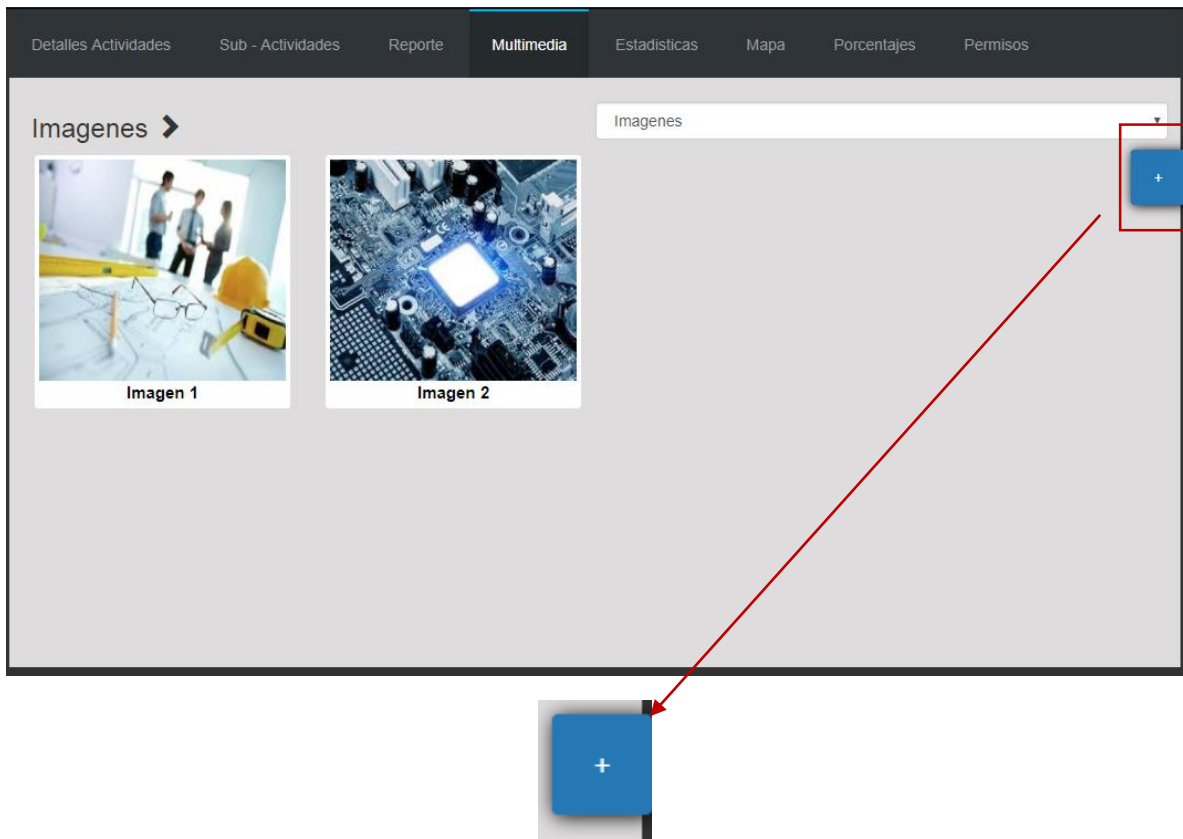 Detalles Actividades Sub - Actividades Reporte Multimedia Estadisticas Mapa Porcentajes Permisos
Imagenes
Imagenes
+
Imagen 1
Imagen 2
+